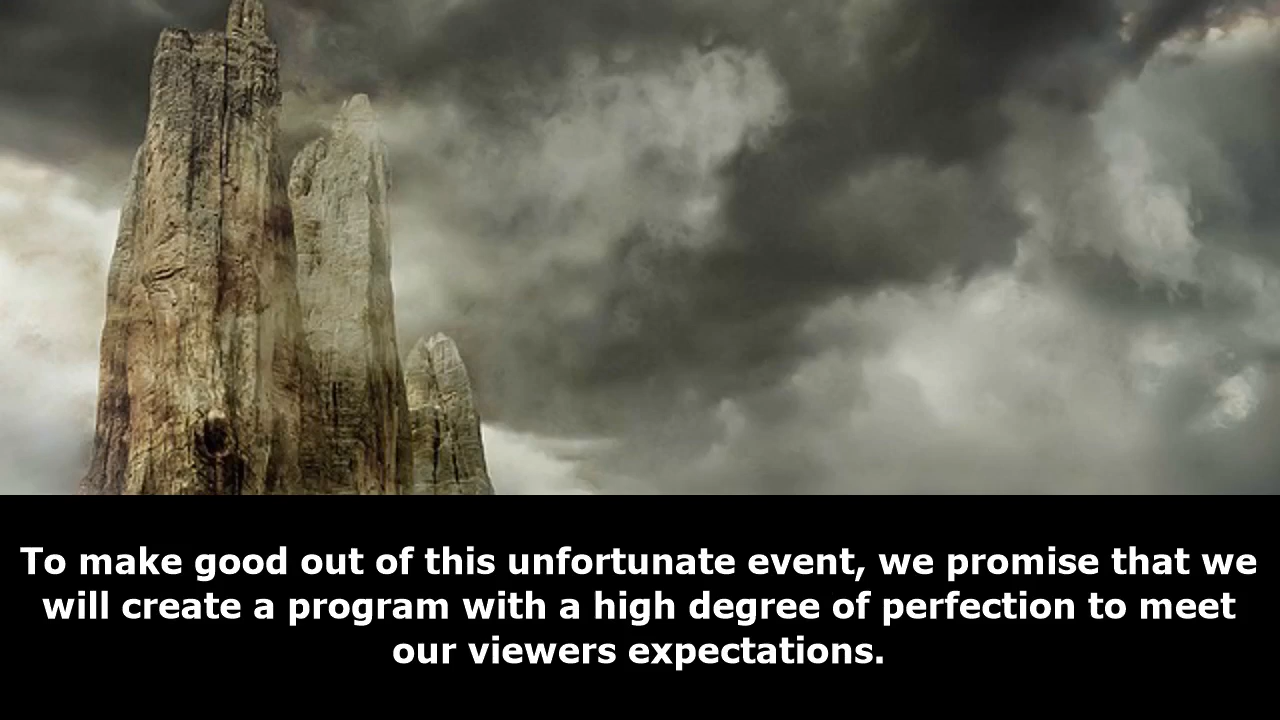 To make good out of this unfortunate event, we promise that we
will create a program with a high degree of perfection to meet
our viewers expectations.